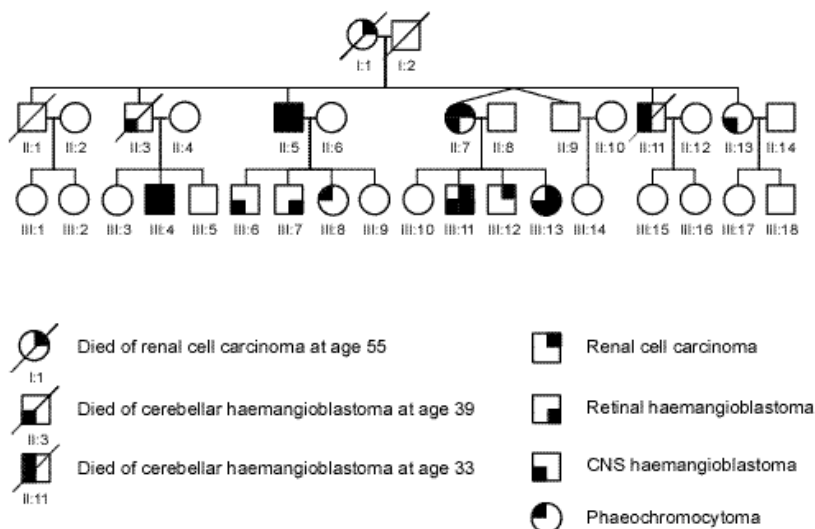 I:1 I:2
II:1 II:2 II:3 II:4 II:5 II:6 II:7 II:8 II:9 II:10 II:11 II:12 II:13 II:14
III:1 III:2 III:3 III:4 III:5 III:6 III:7 III:8 III:9 III:10 III:11 III:12 III:13 III:14 III:15 III:16 III:17 III:18
Died of renal cell carcinoma at age 55
I:1
Died of cerebellar haemangioblastoma at age 39
II:3
Died of cerebellar haemangioblastoma at age 33
II:11
Renal cell carcinoma
Retinal haemangioblastoma
CNS haemangioblastoma
Phaeochromocytoma